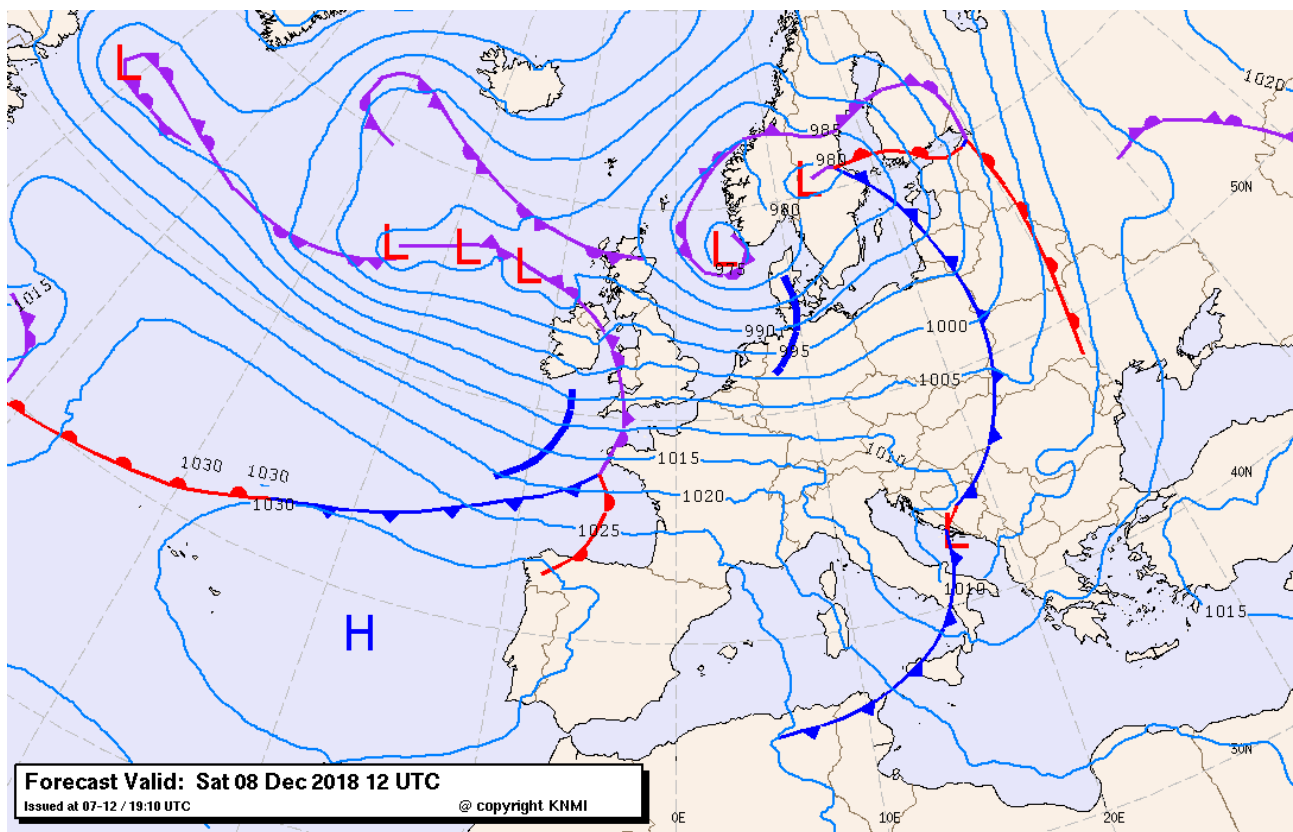 L
1020
50N
985
980
L
980
L
L
L
L
975
1015
990
995
1000
1005
1010
1015
1020
1025
1030 1030
1030
40N
L
1010
1015
H
30N
0E
10E
20E
Forecast Valid: Sat 08 Dec 2018 12 UTC
Issued at 07-12 / 19:10 UTC @ copyright KNMI